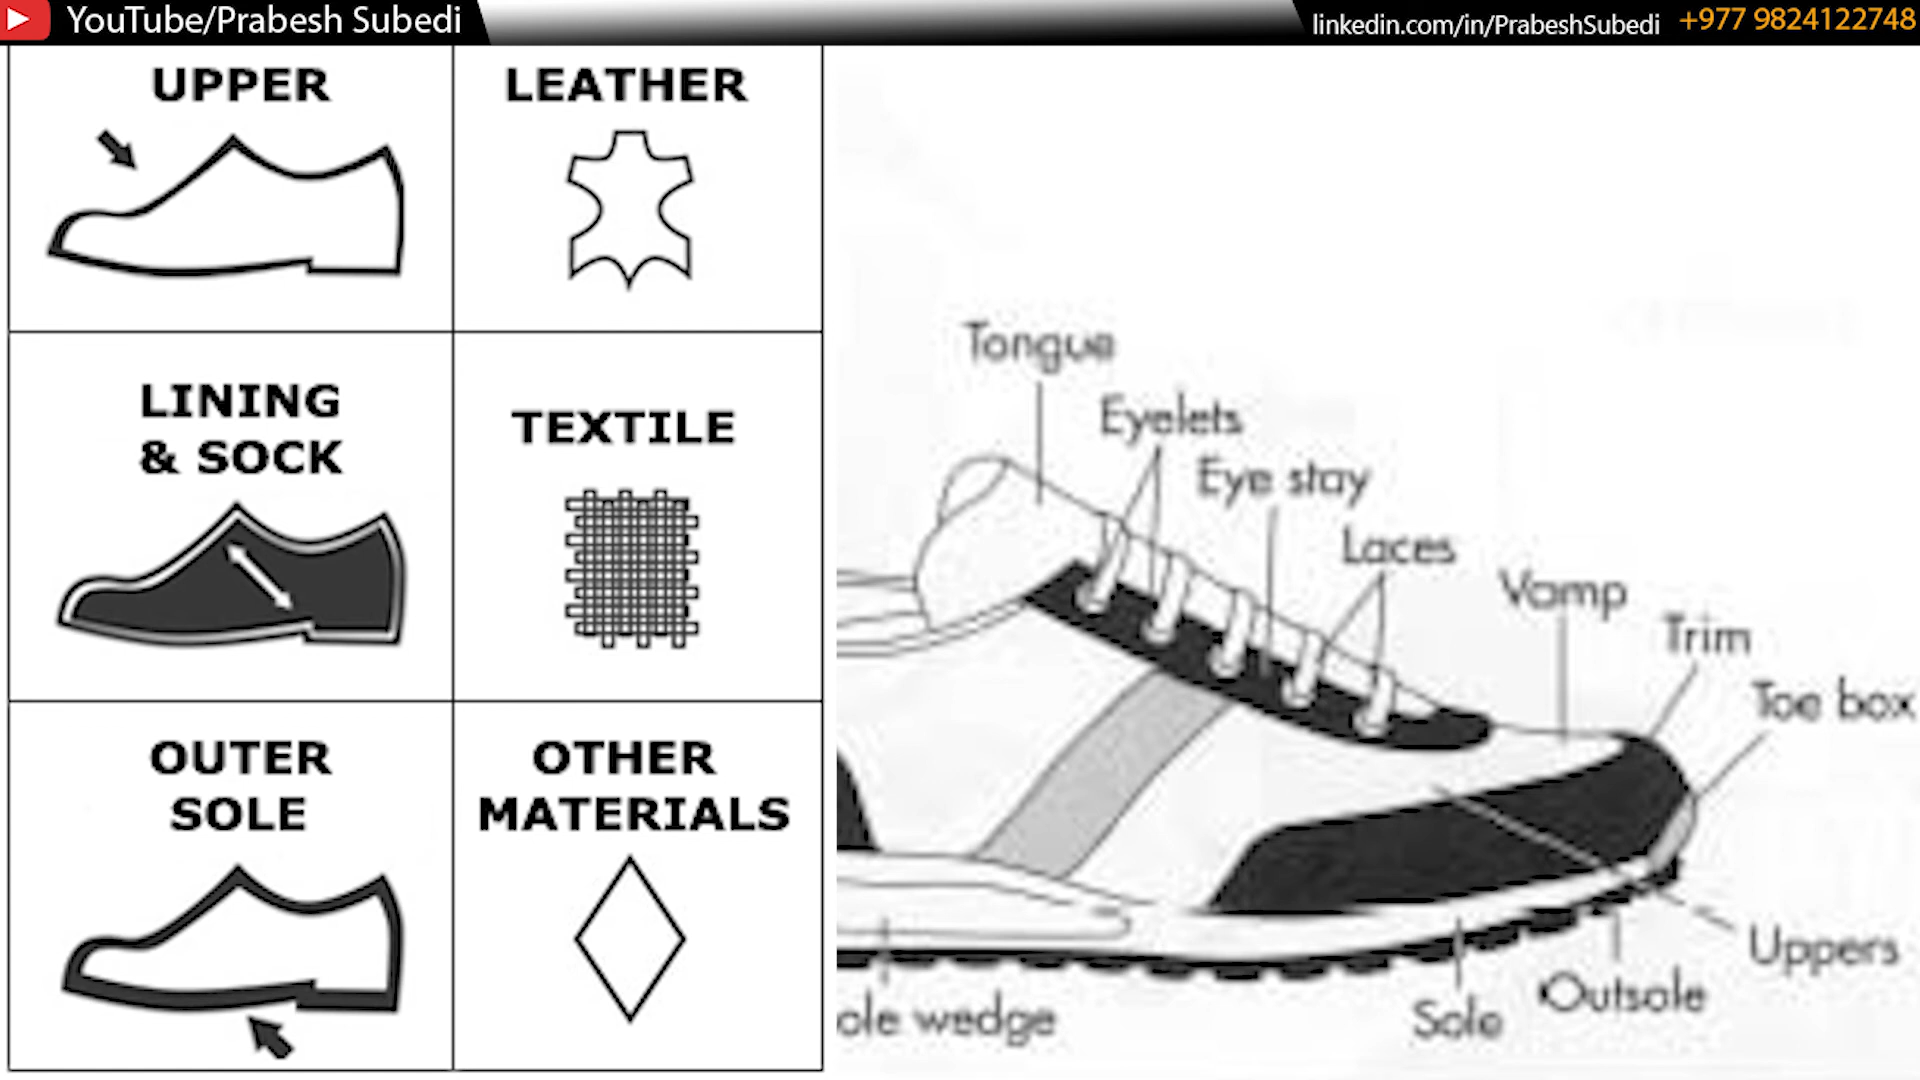 YouTube/Prabesh Subedi
linkedin.com/in/PrabeshSubedi
+977 9824122748
UPPER
LEATHER
LINING
& SOCK
TEXTILE
OUTER
SOLE
OTHER
MATERIALS
Tongue
Eyelets
Eye stay
Laces
Vamp
Trim
Toe box
Uppers
Outsole
Sole
ole wedge